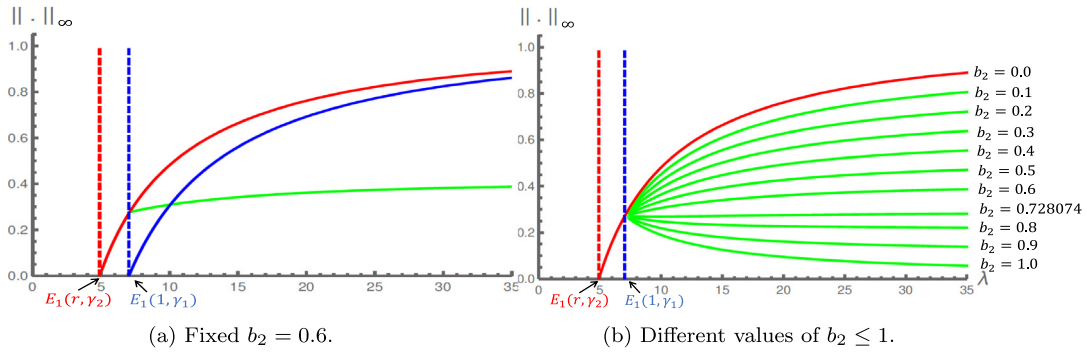 || . ||∞
1.0
0.8
0.6
0.4
0.2
0.0
0 5 10 15 20 25 30 35
E₁(r, γ₂) E₁(1, γ₁)
(a) Fixed b₂ = 0.6.
|| . ||∞
1.0
0.8
0.6
0.4
0.2
0.0
0 5 10 15 20 25 30 35
λ
E₁(r, γ₂) E₁(1, γ₁)
b₂ = 0.0
b₂ = 0.1
b₂ = 0.2
b₂ = 0.3
b₂ = 0.4
b₂ = 0.5
b₂ = 0.6
b₂ = 0.728074
b₂ = 0.8
b₂ = 0.9
b₂ = 1.0
(b) Different values of b₂ ≤ 1.